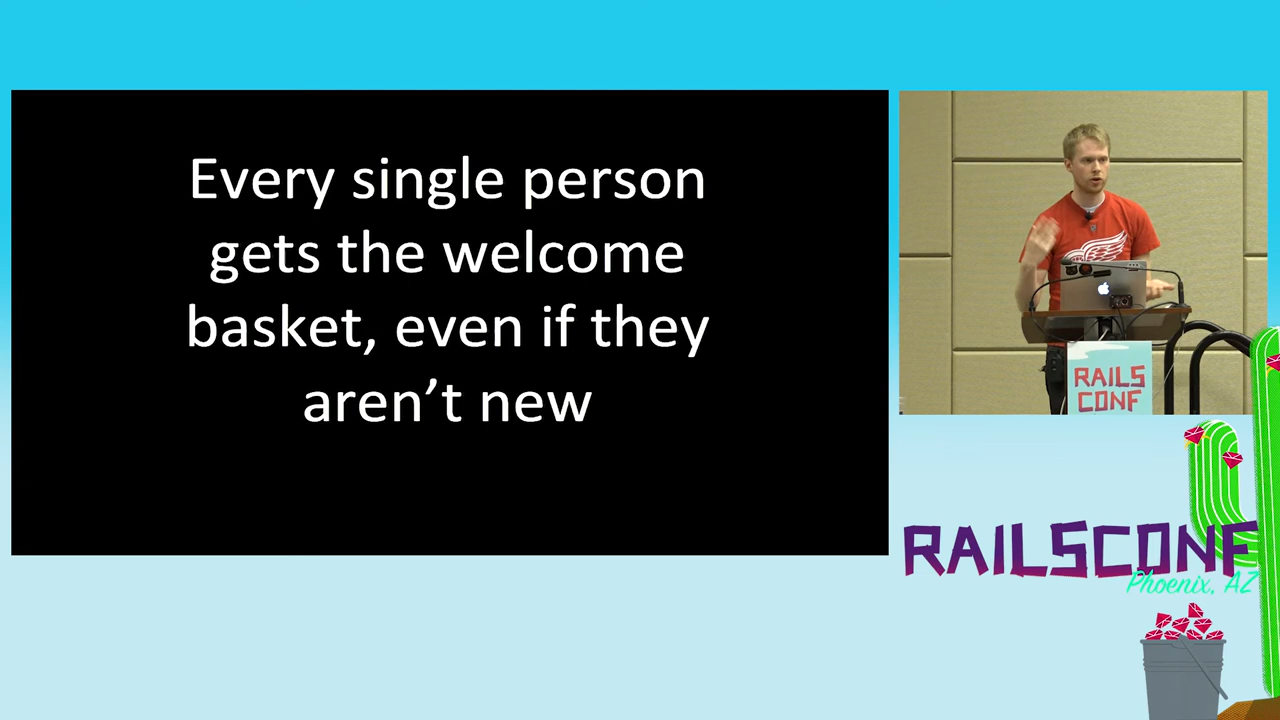 Every single person
gets the welcome
basket, even if they
aren’t new
RAILS
CONF
RAILSCONF
Phoenix, AZ